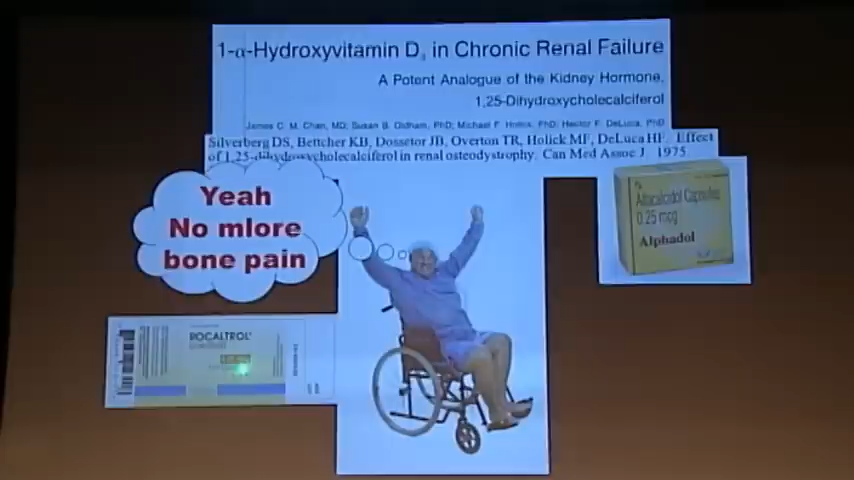 1-α-Hydroxyvitamin D₃ in Chronic Renal Failure
A Potent Analogue of the Kidney Hormone,
1,25-Dihydroxycholecalciferol
James C. M. Chan, MD; Susan B. Oldham, PhD; Michael F. Holick, PhD; Hector F. DeLuca, PhD
Silverberg DS, Bettcher KB, Dossetor JB, Overton TR, Holick MF, DeLuca HF. Effect
of 1,25-dihydroxycholecalciferol in renal osteodystrophy. Can Med Assoc J. 1975
Yeah
No mlore
bone pain
Alfacalcidol Capsules
0.25 mcg
Alphadol
ROCALTROL